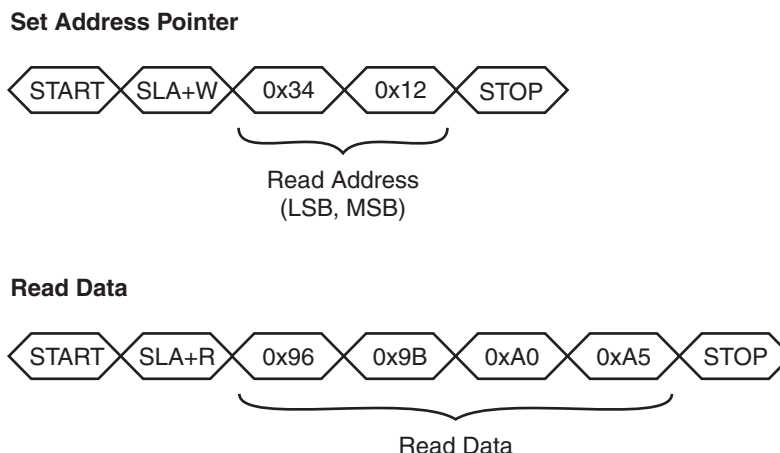 Set Address Pointer
START SLA+W 0x34 0x12 STOP
Read Address
(LSB, MSB)
Read Data
START SLA+R 0x96 0x9B 0xA0 0xA5 STOP
Read Data